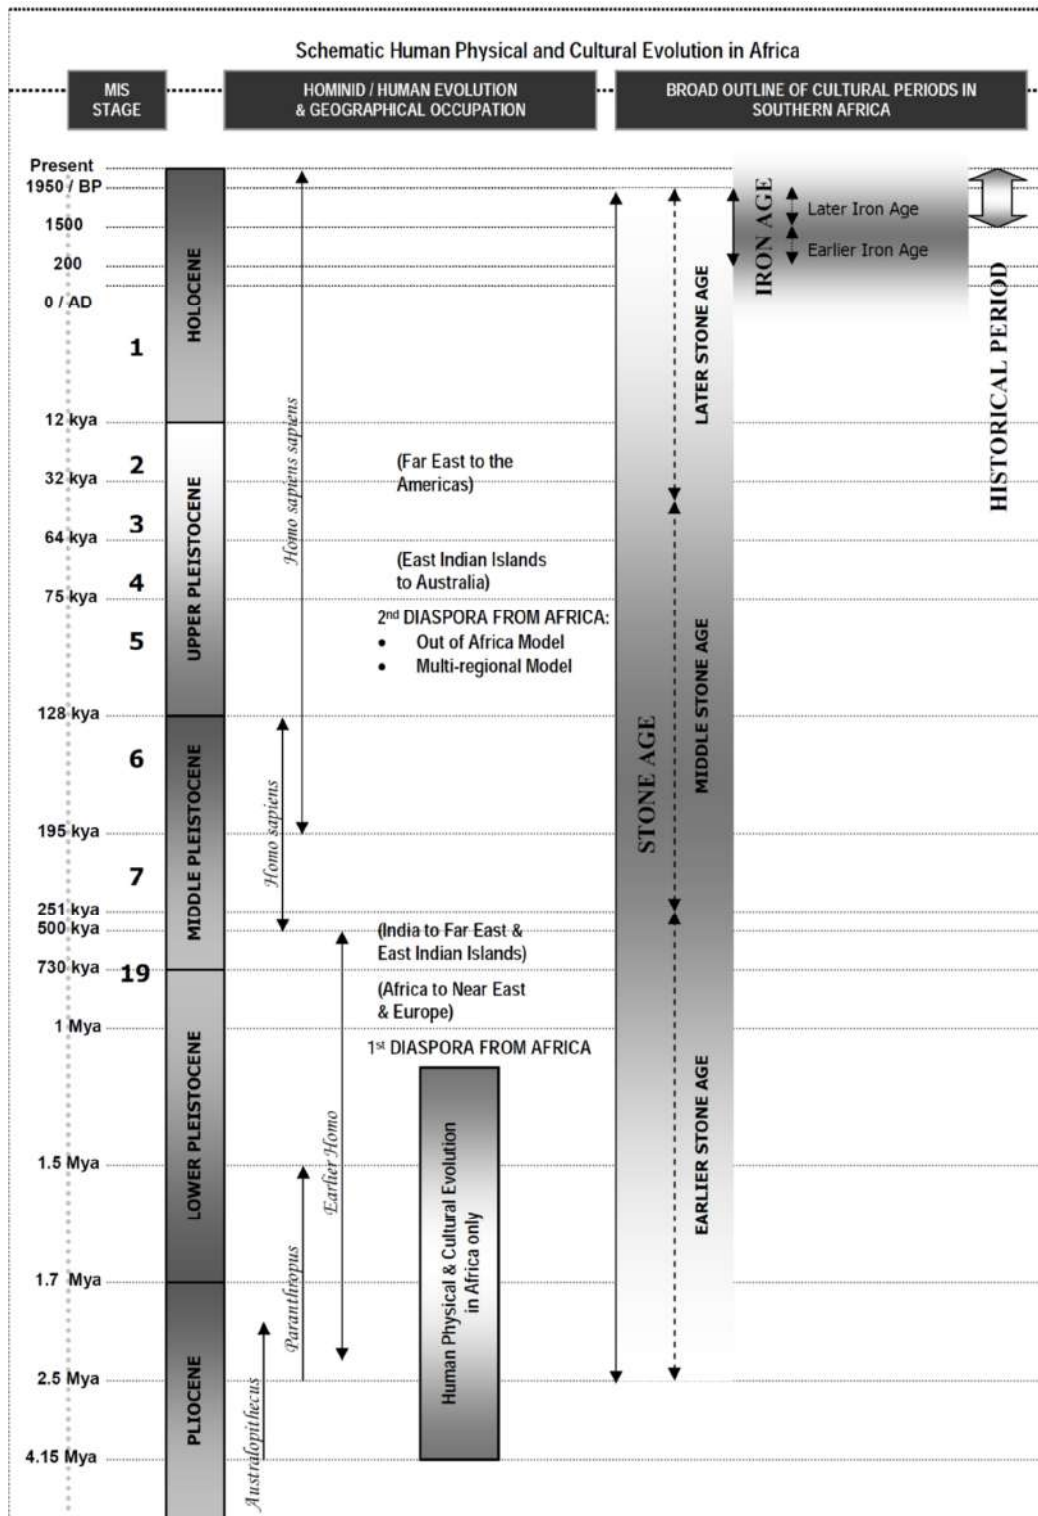 Schematic Human Physical and Cultural Evolution in Africa
MIS
STAGE
HOMINID / HUMAN EVOLUTION
& GEOGRAPHICAL OCCUPATION
BROAD OUTLINE OF CULTURAL PERIODS IN
SOUTHERN AFRICA
Present
1950 / BP
1500
200
0 / AD
12 kya
32 kya
64 kya
75 kya
128 kya
195 kya
251 kya
500 kya
730 kya
1 Mya
1.5 Mya
1.7 Mya
2.5 Mya
4.15 Mya
1
2
3
4
5
6
7
19
HOLOCENE
UPPER PLEISTOCENE
MIDDLE PLEISTOCENE
LOWER PLEISTOCENE
PLIOCENE
Homo sapiens sapiens
Homo sapiens
Earlier Homo
Paranthropus
Australopithecus
(Far East to the
Americas)
(East Indian Islands
to Australia)
2nd DIASPORA FROM AFRICA:
• Out of Africa Model
• Multi-regional Model
(India to Far East &
East Indian Islands)
(Africa to Near East
& Europe)
1st DIASPORA FROM AFRICA
Human Physical & Cultural Evolution
in Africa only
STONE AGE
LATER STONE AGE
MIDDLE STONE AGE
EARLIER STONE AGE
IRON AGE
Later Iron Age
Earlier Iron Age
HISTORICAL PERIOD